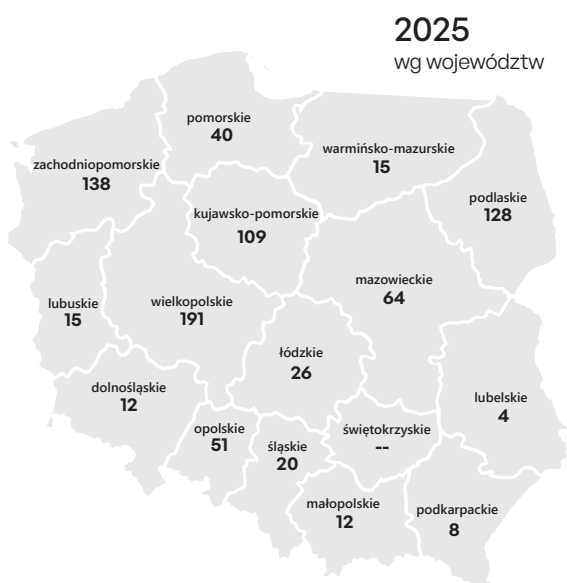 2025
wg województw
pomorskie
40
warmińsko-mazurskie
15
zachodniopomorskie
138
podlaskie
128
kujawsko-pomorskie
109
mazowieckie
64
lubuskie
15
wielkopolskie
191
łódzkie
26
dolnośląskie
12
lubelskie
4
opolskie
51
śląskie
20
świętokrzyskie
--
małopolskie
12
podkarpackie
8